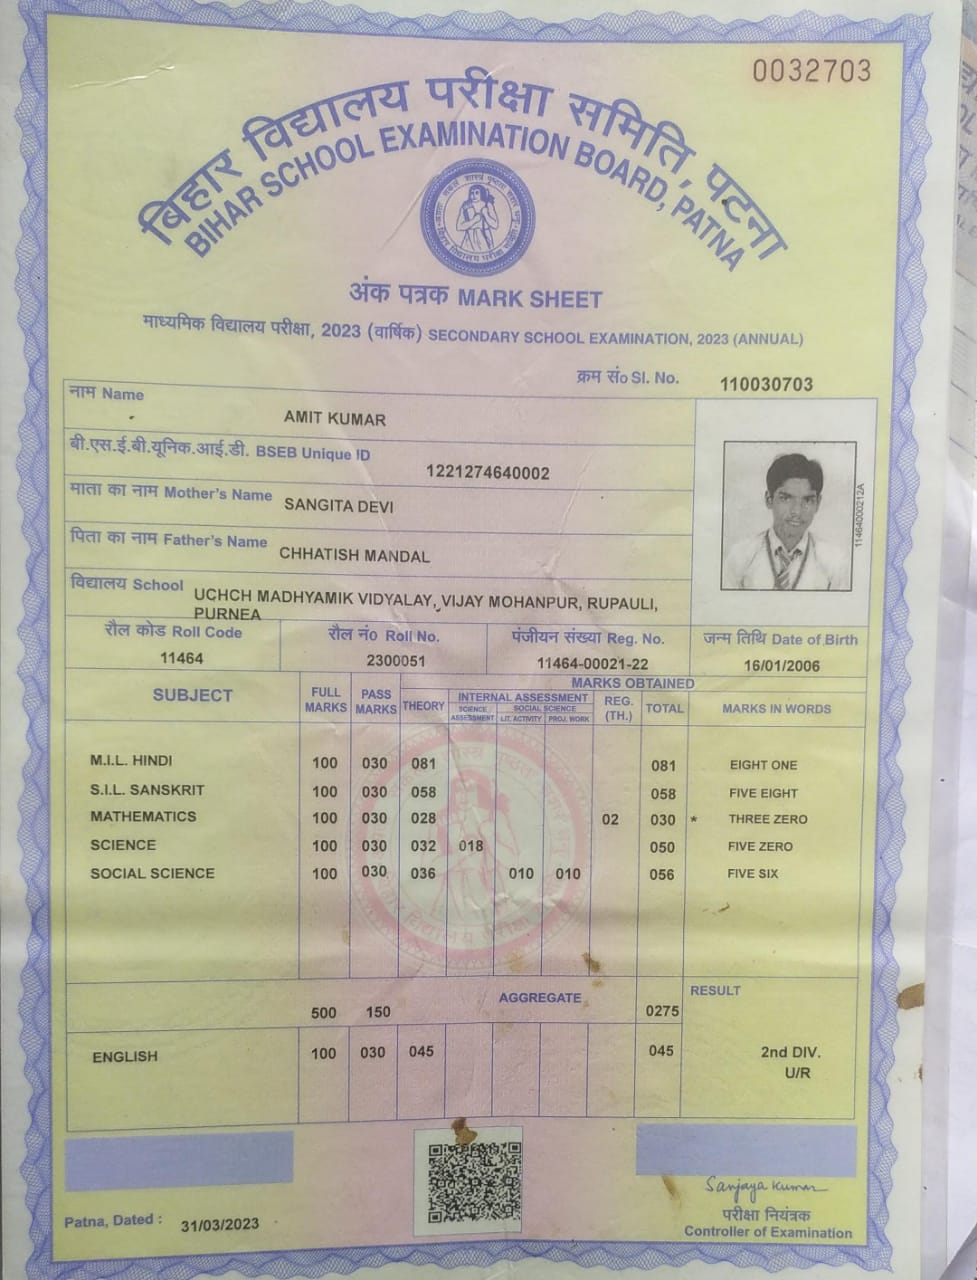 0032703
बिहार विद्यालय परीक्षा समिति, पटना
BIHAR SCHOOL EXAMINATION BOARD, PATNA
अंक पत्रक MARK SHEET
माध्यमिक विद्यालय परीक्षा, 2023 (वार्षिक) SECONDARY SCHOOL EXAMINATION, 2023 (ANNUAL)
क्रम सं० Sl. No. 110030703
नाम Name
AMIT KUMAR
बी.एस.ई.बी.यूनिक.आई.डी. BSEB Unique ID
1221274640002
माता का नाम Mother's Name SANGITA DEVI
पिता का नाम Father's Name CHHATISH MANDAL
विद्यालय School UCHCH MADHYAMIK VIDYALAY, VIJAY MOHANPUR, RUPAULI,
PURNEA
114640000212A
रौल कोड Roll Code रौल नं० Roll No. पंजीयन संख्या Reg. No. जन्म तिथि Date of Birth
11464 2300051 11464-00021-22 16/01/2006
MARKS OBTAINED
SUBJECT FULL MARKS PASS MARKS THEORY INTERNAL ASSESSMENT REG. (TH.) TOTAL MARKS IN WORDS
SCIENCE ASSESSMENT SOCIAL SCIENCE
LIT. ACTIVITY PROJ. WORK
M.I.L. HINDI 100 030 081 081 EIGHT ONE
S.I.L. SANSKRIT 100 030 058 058 FIVE EIGHT
MATHEMATICS 100 030 028 02 030 * THREE ZERO
SCIENCE 100 030 032 018 050 FIVE ZERO
SOCIAL SCIENCE 100 030 036 010 010 056 FIVE SIX
AGGREGATE RESULT
500 150 0275
ENGLISH 100 030 045 045 2nd DIV.
U/R
Sanjaya Kumar
परीक्षा नियंत्रक
Patna, Dated : 31/03/2023 Controller of Examination